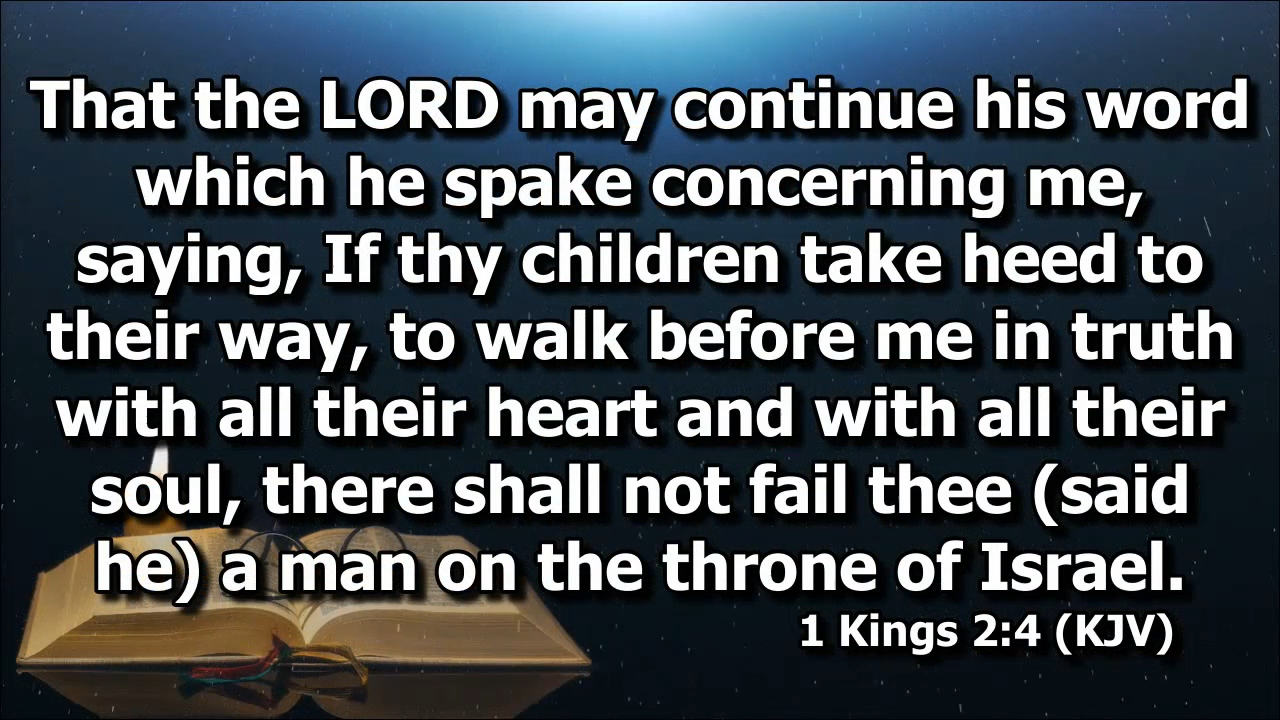 That the LORD may continue his word
which he spake concerning me,
saying, If thy children take heed to
their way, to walk before me in truth
with all their heart and with all their
soul, there shall not fail thee (said
he) a man on the throne of Israel.
1 Kings 2:4 (KJV)